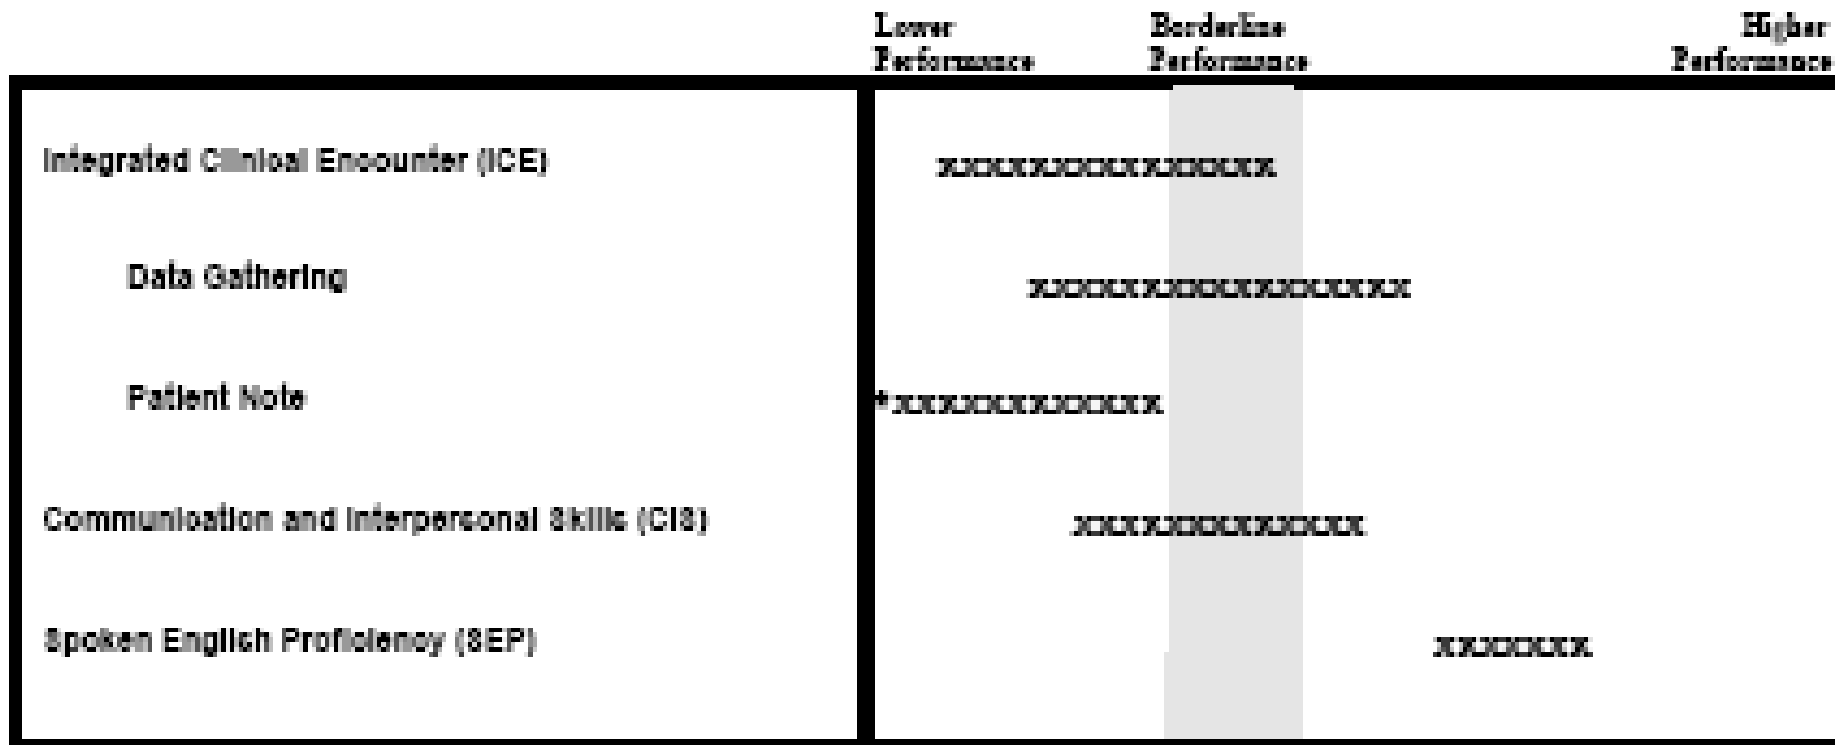 Lower Borderline Higher
Performance Performance Performance
Integrated Clinical Encounter (ICE) xxxxxxxxxxxxxxx
Data Gathering xxxxxxxxxxxxxxxxx
Patient Note *xxxxxxxxxxxx
Communication and Interpersonal Skills (CIS) xxxxxxxxxxxxx
Spoken English Proficiency (SEP) xxxxxxx